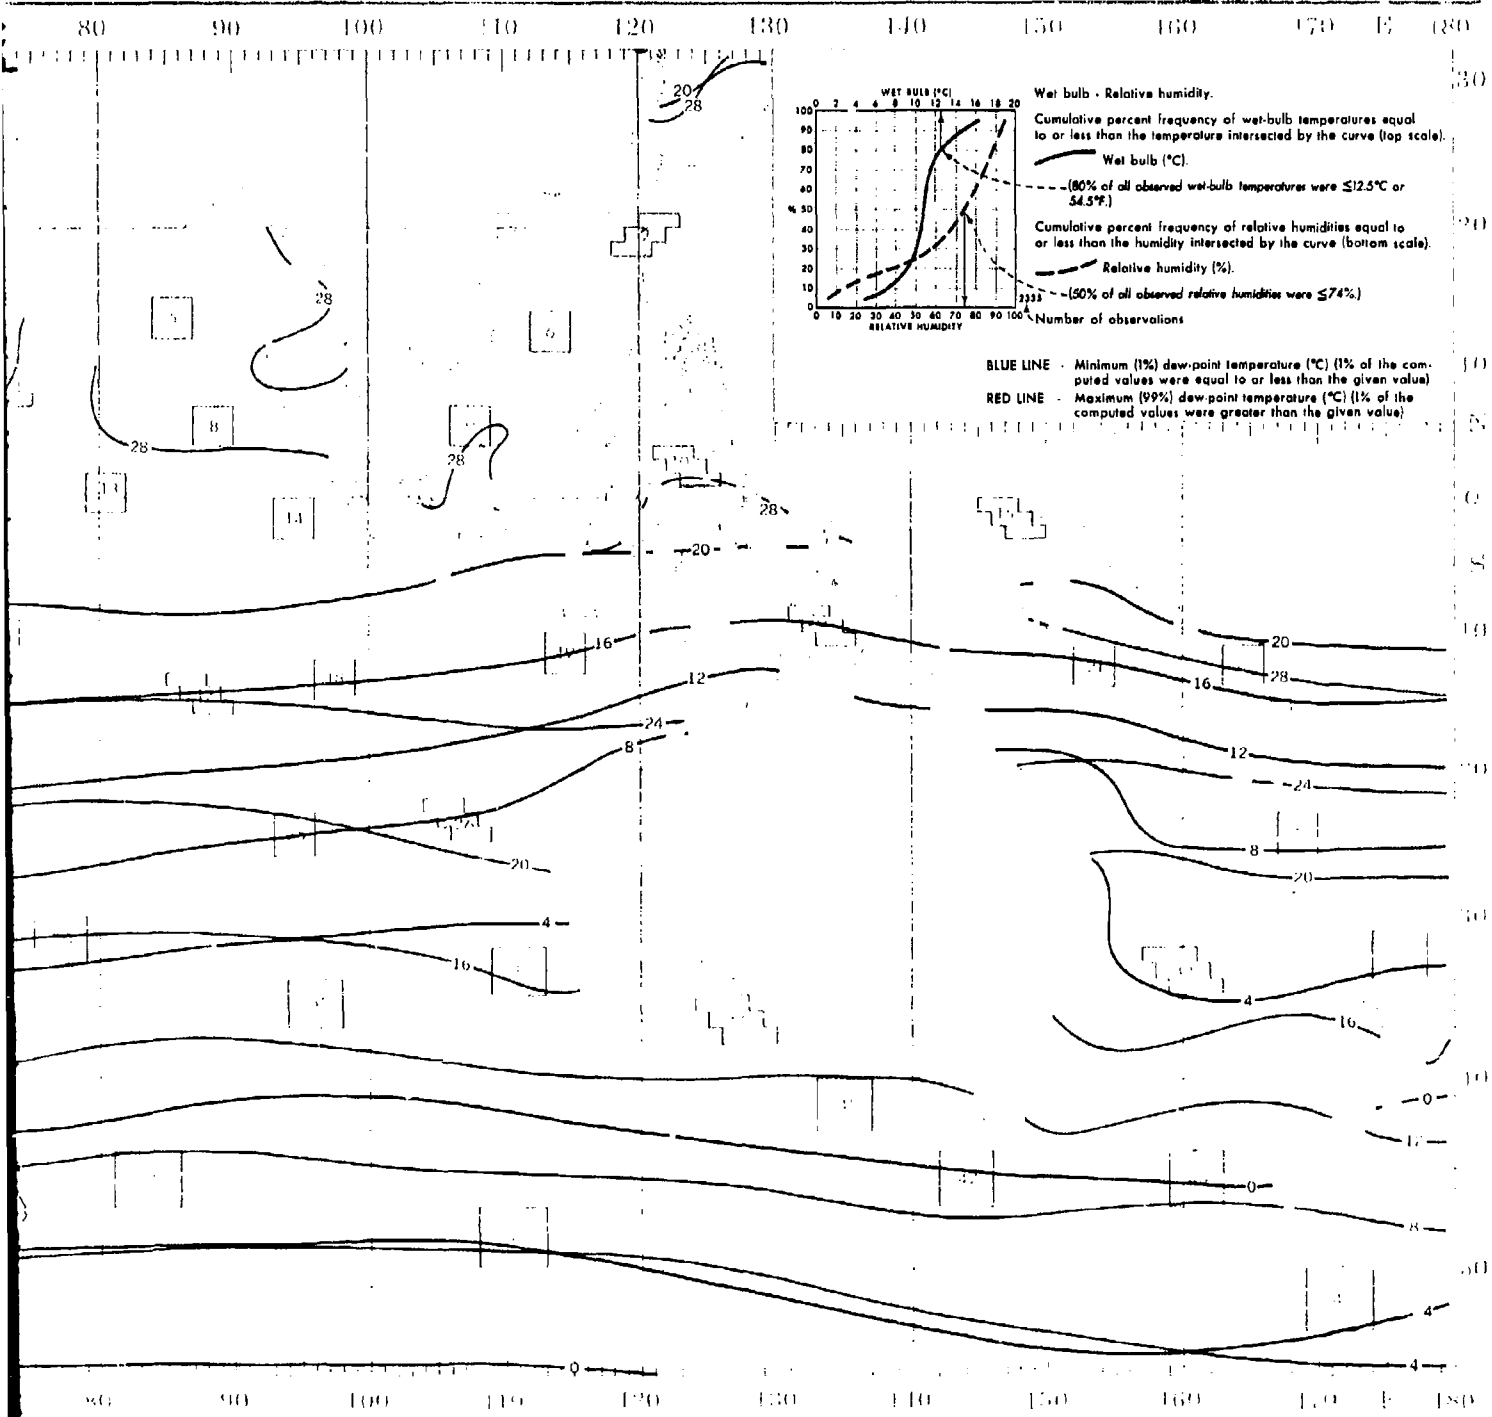 80 90 100 110 120 130 140 150 160 170 E 180
30
20
28
WET BULB (°C)
0 2 4 6 8 10 12 14 16 18 20
100
90
80
70
60
% 50
40
30
20
10
0
0 10 20 30 40 50 60 70 80 90 100
RELATIVE HUMIDITY
2333
Wet bulb - Relative humidity.
Cumulative percent frequency of wet-bulb temperatures equal
to or less than the temperature intersected by the curve (top scale).
Wet bulb (°C).
(80% of all observed wet-bulb temperatures were ≤12.5°C or
54.5°F.)
Cumulative percent frequency of relative humidities equal to
or less than the humidity intersected by the curve (bottom scale).
Relative humidity (%).
(50% of all observed relative humidities were ≤74%.)
Number of observations
BLUE LINE - Minimum (1%) dew-point temperature (°C) (1% of the com-
puted values were equal to or less than the given value)
RED LINE - Maximum (99%) dew-point temperature (°C) (1% of the
computed values were greater than the given value)
20
28
5
6
10
8
28
28
N
13
14
28
0
20
S
16
20
10
28
16
12
24
8
12
24
20
20
8
20
4
16
30
4
16
0
12
0
8
50
4
0
4
80 90 100 110 120 130 140 150 160 170 E 180